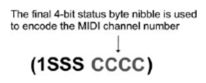 The final 4-bit status byte nibble is used
to encode the MIDI channel number
(1SSS CCCC)